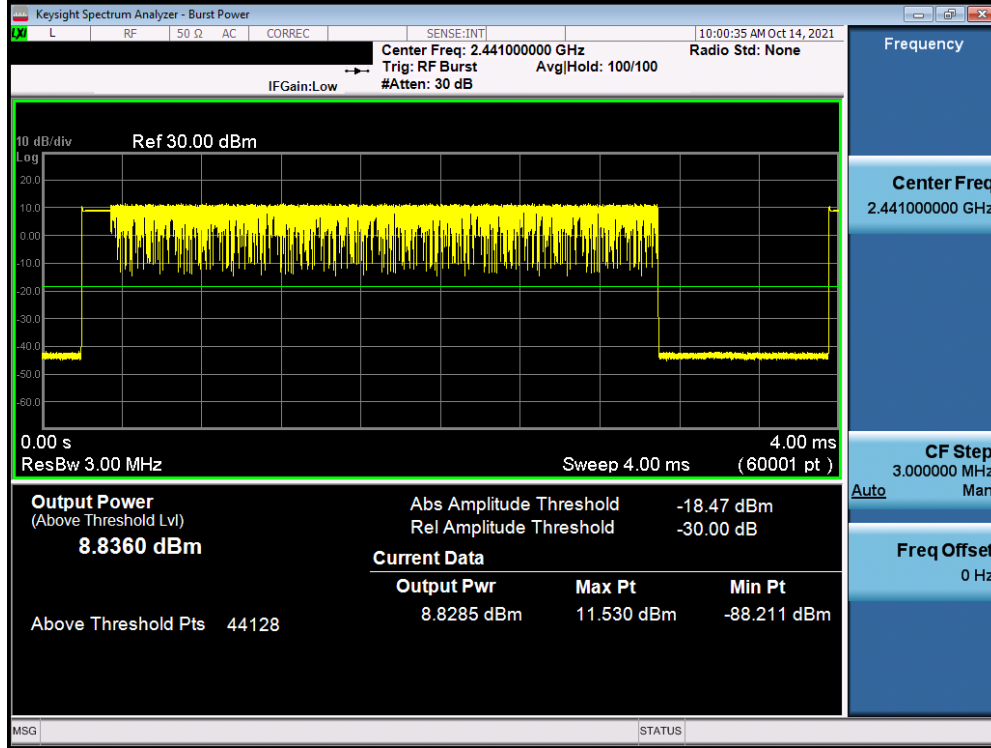 Keysight Spectrum Analyzer - Burst Power
LXI L RF 50 Ω AC CORREC SENSE:INT 10:00:35 AM Oct 14, 2021
Center Freq: 2.441000000 GHz Radio Std: None
Trig: RF Burst Avg|Hold: 100/100
IFGain:Low #Atten: 30 dB
Frequency
10 dB/div Ref 30.00 dBm
Log
20.0
10.0
0.00
-10.0
-20.0
-30.0
-40.0
-50.0
-60.0
0.00 s 4.00 ms
ResBw 3.00 MHz Sweep 4.00 ms (60001 pt)
Output Power
(Above Threshold Lvl)
8.8360 dBm
Above Threshold Pts 44128
Abs Amplitude Threshold -18.47 dBm
Rel Amplitude Threshold -30.00 dB
Current Data
Output Pwr Max Pt Min Pt
8.8285 dBm 11.530 dBm -88.211 dBm
Center Freq
2.441000000 GHz
CF Step
3.000000 MHz
Auto Man
Freq Offset
0 Hz
MSG STATUS